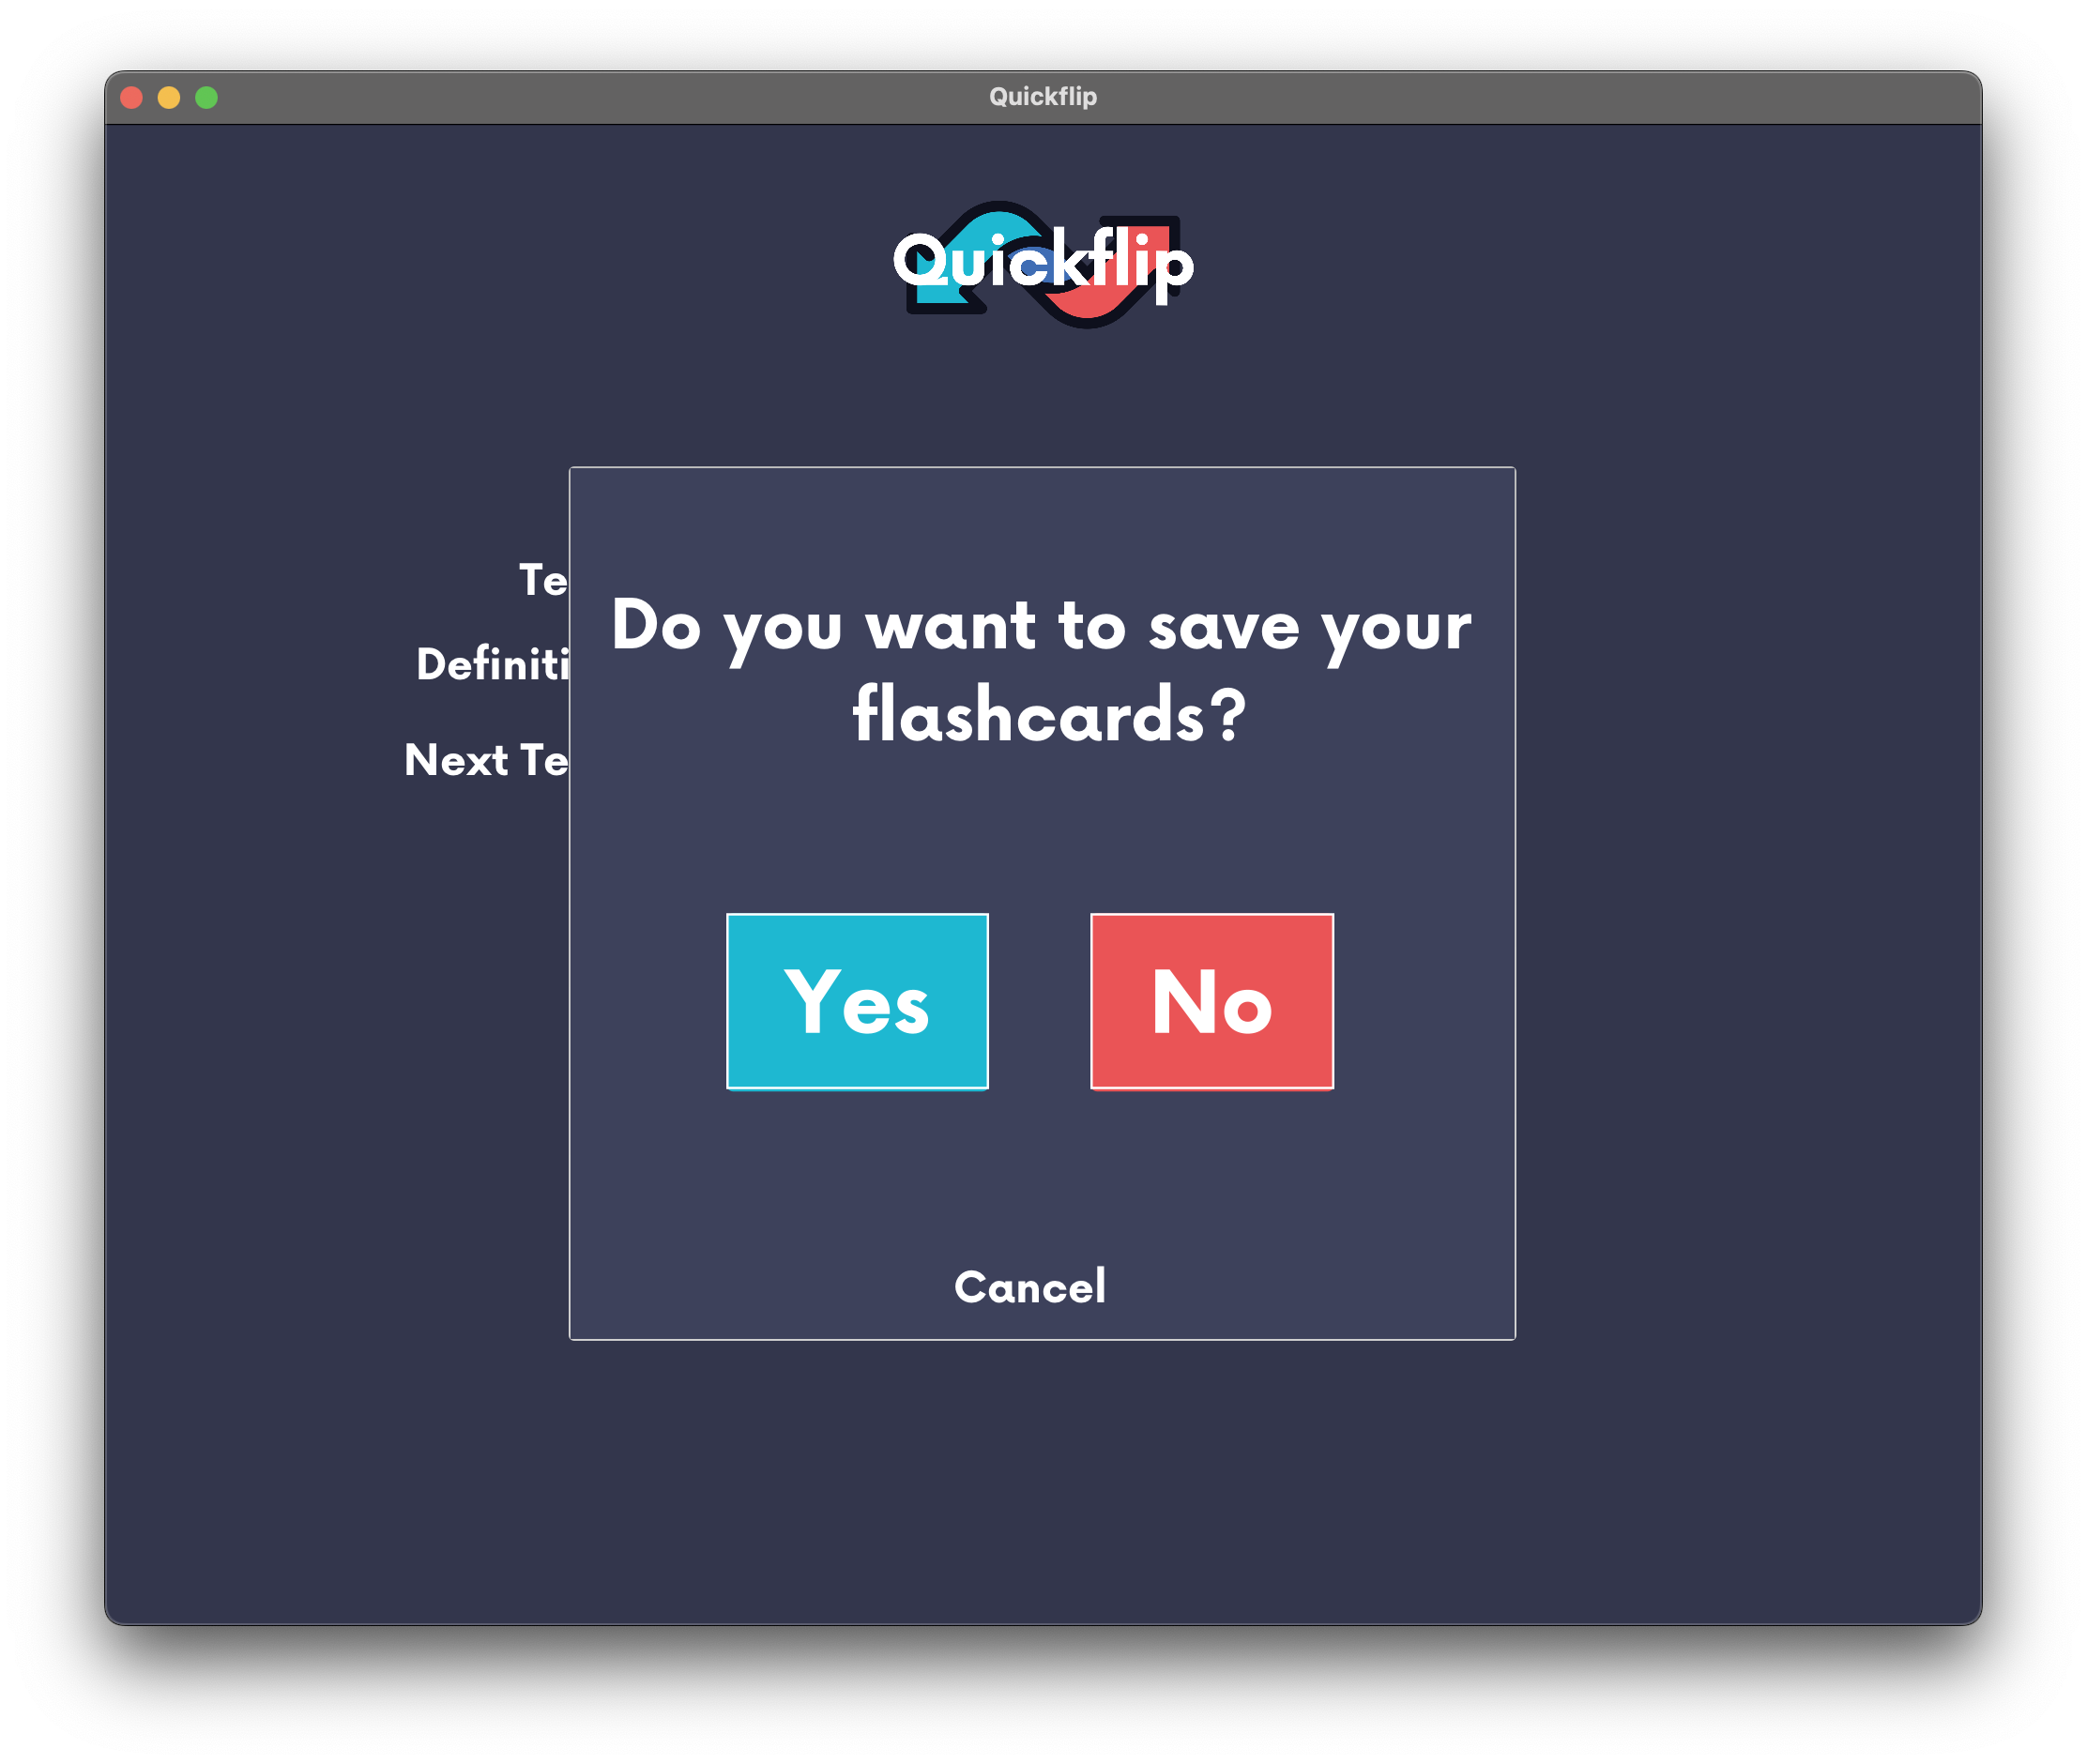 Quickflip
Quickflip
Te
Definiti
Next Te
Do you want to save your
flashcards?
Yes
No
Cancel